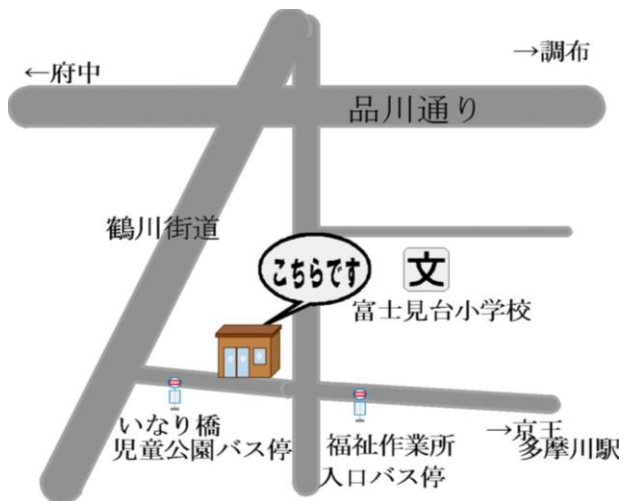 ←府中
→調布
品川通り
鶴川街道
こちらです
文
富士見台小学校
いなり橋
児童公園バス停
福祉作業所
入口バス停
→京王
多摩川駅